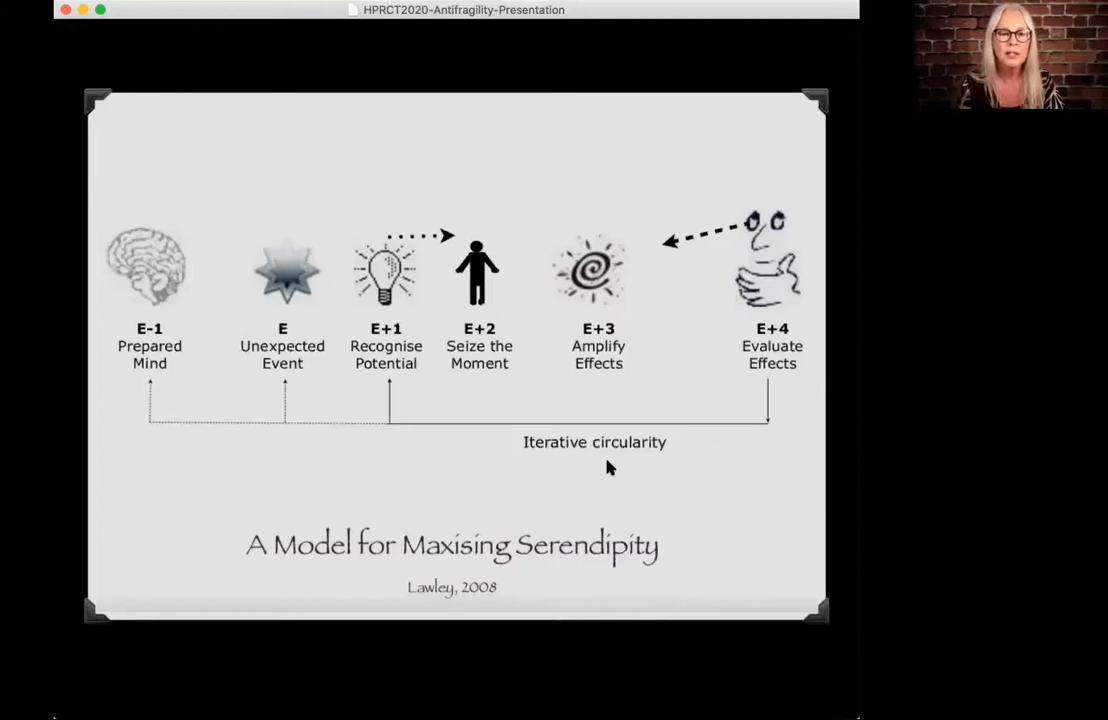 HPRCT2020-Antifragility-Presentation
E-1
Prepared
Mind
E
Unexpected
Event
E+1
Recognise
Potential
E+2
Seize the
Moment
E+3
Amplify
Effects
E+4
Evaluate
Effects
Iterative circularity
A Model for Maxising Serendipity
Lawley, 2008